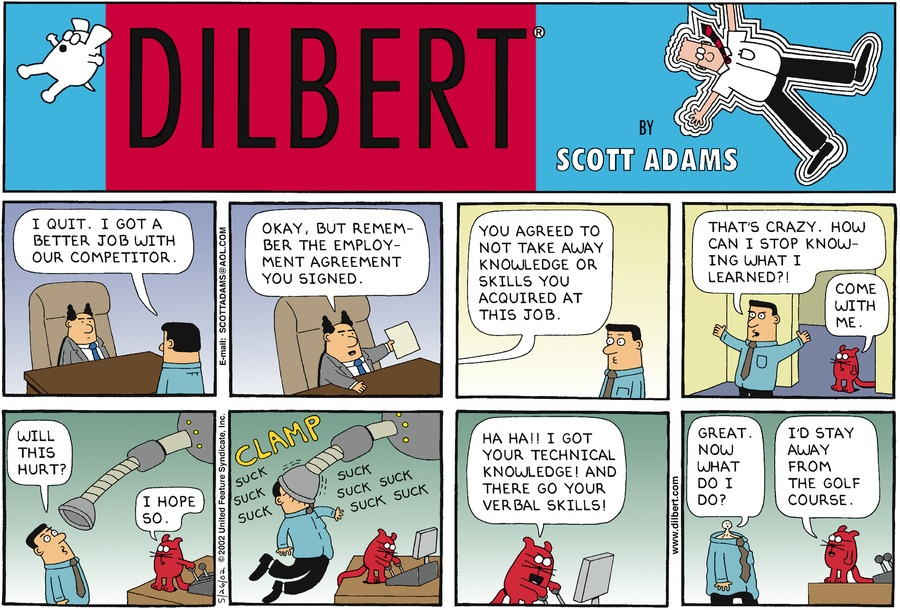 DILBERT®
BY
SCOTT ADAMS
I QUIT. I GOT A
BETTER JOB WITH
OUR COMPETITOR.
E-mail: SCOTTADAMS@AOL.COM
OKAY, BUT REMEM-
BER THE EMPLOY-
MENT AGREEMENT
YOU SIGNED.
YOU AGREED TO
NOT TAKE AWAY
KNOWLEDGE OR
SKILLS YOU
ACQUIRED AT
THIS JOB.
THAT'S CRAZY. HOW
CAN I STOP KNOW-
ING WHAT I
LEARNED?!
COME
WITH
ME.
WILL
THIS
HURT?
I HOPE
SO.
5/26/02 © 2002 United Feature Syndicate, Inc.
CLAMP
SUCK
SUCK
SUCK
SUCK
SUCK SUCK
SUCK SUCK
HA HA!! I GOT
YOUR TECHNICAL
KNOWLEDGE! AND
THERE GO YOUR
VERBAL SKILLS!
www.dilbert.com
GREAT.
NOW
WHAT
DO I
DO?
I'D STAY
AWAY
FROM
THE GOLF
COURSE.